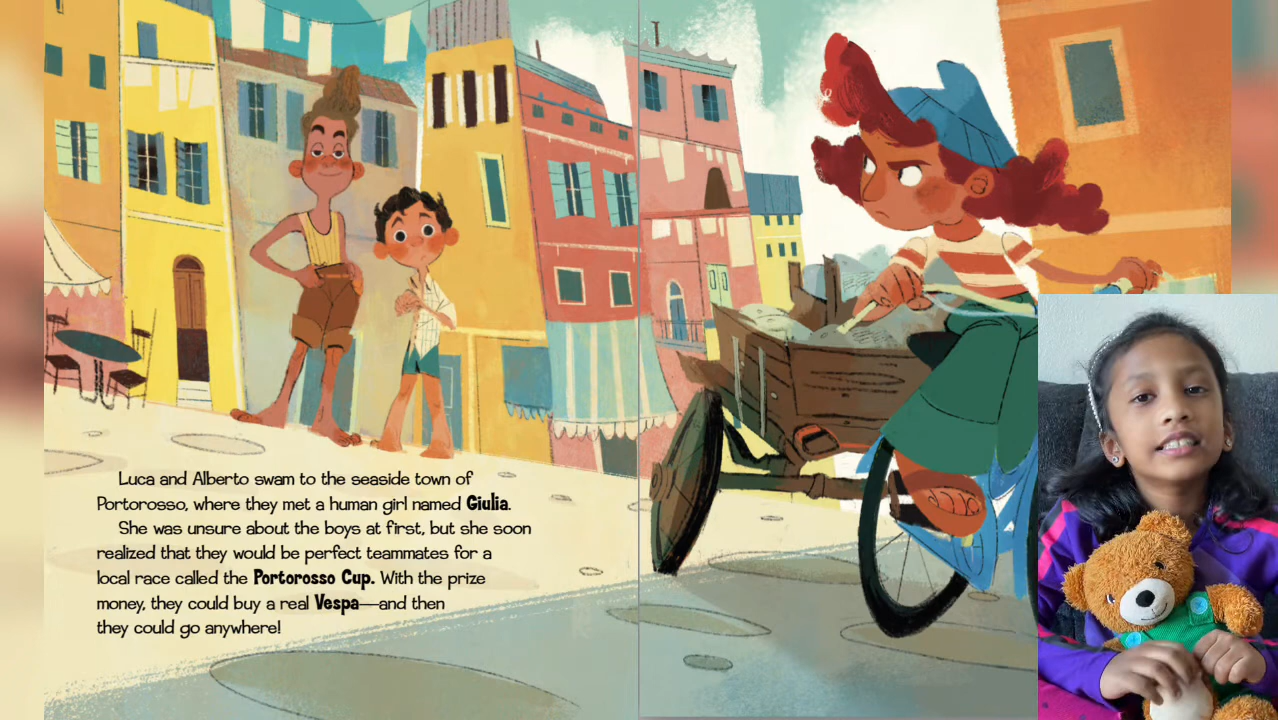 Luca and Alberto swam to the seaside town of
Portorosso, where they met a human girl named Giulia.
She was unsure about the boys at first, but she soon
realized that they would be perfect teammates for a
local race called the Portorosso Cup. With the prize
money, they could buy a real Vespa—and then
they could go anywhere!